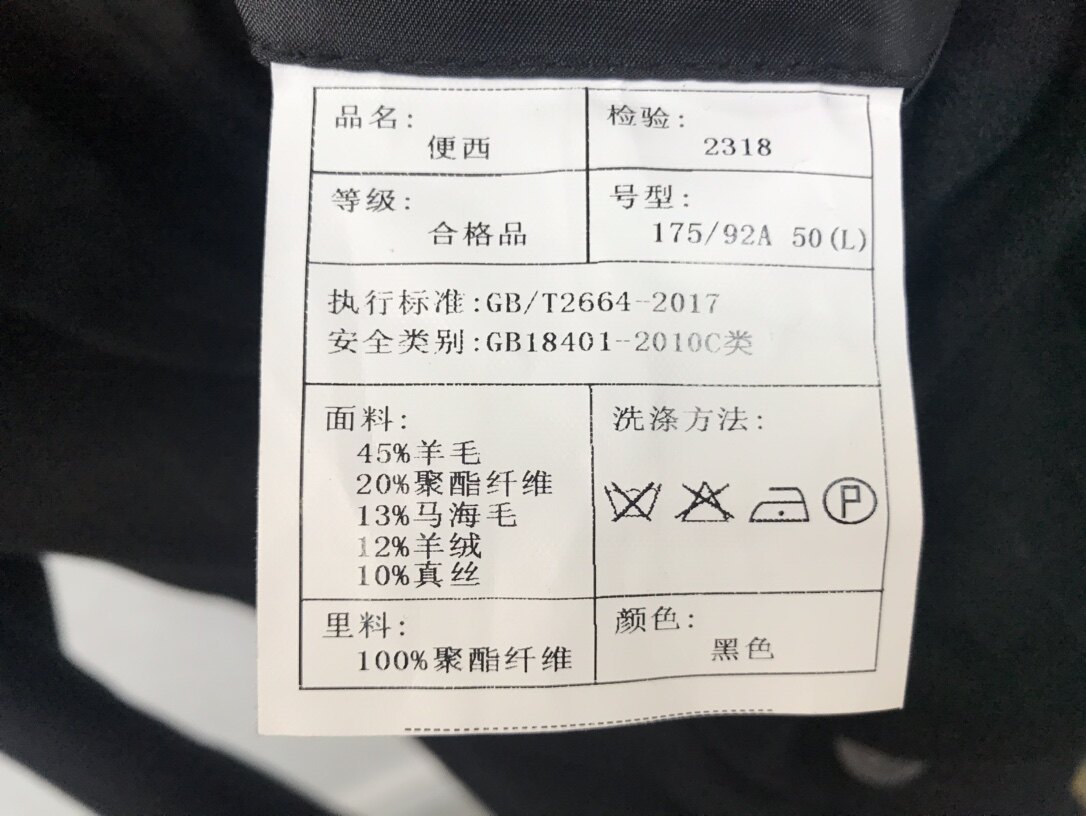 品名:
便西
检验:
2318
等级:
合格品
号型:
175/92A 50(L)
执行标准:GB/T2664-2017
安全类别:GB18401-2010C类
面料:
45%羊毛
20%聚酯纤维
13%马海毛
12%羊绒
10%真丝
洗涤方法:
P
里料:
100%聚酯纤维
颜色:
黑色